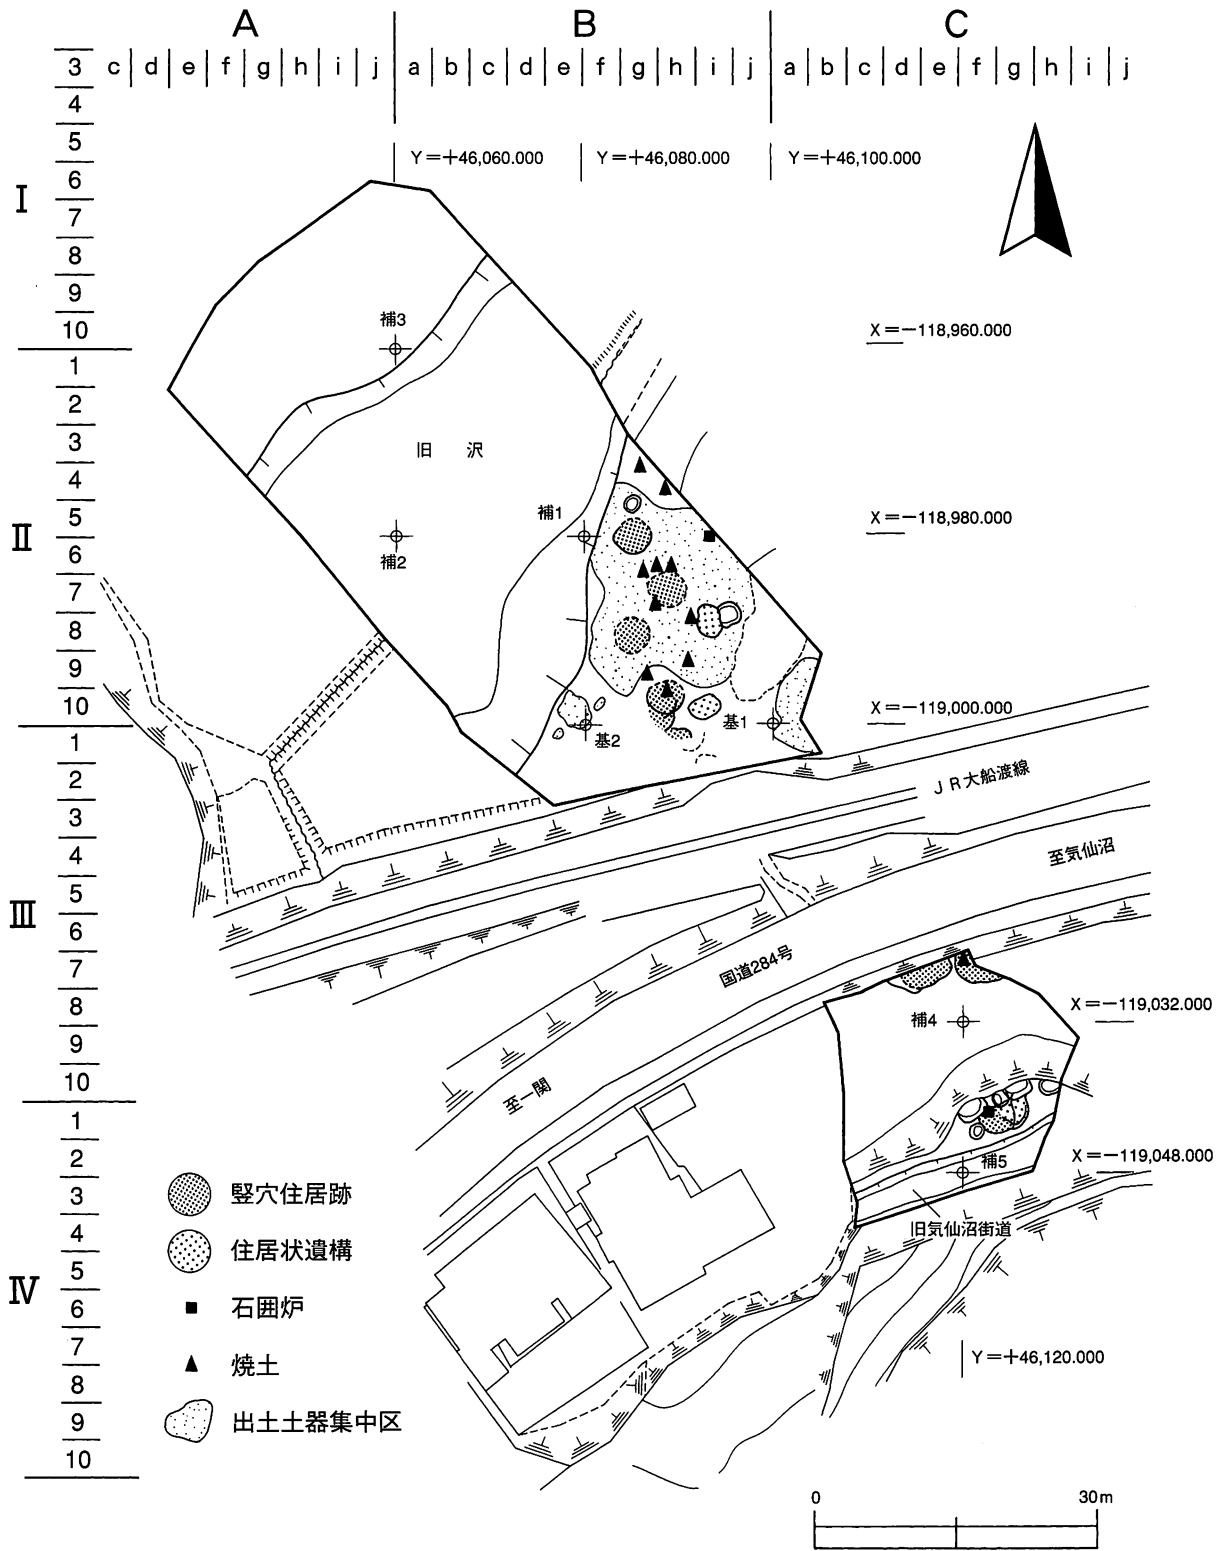 A B C
3 c d e f g h i j a b c d e f g h i j a b c d e f g h i j
4
5
Y=+46,060.000 Y=+46,080.000 Y=+46,100.000
6
I
7
8
9
10
補3
X=-118,960.000
1
2
3
旧 沢
4
5
補1
X=-118,980.000
II
6
補2
7
8
9
10
基1
X=-119,000.000
基2
1
2
JR大船渡線
3
4
至気仙沼
5
III
6
7
国道284号
8
補4
X=-119,032.000
9
10
至一関
1
2
補5
X=-119,048.000
3
竪穴住居跡
4
旧気仙沼街道
5
住居状遺構
IV
6
石囲炉
7
Y=+46,120.000
8
焼土
9
出土土器集中区
10
0 30m